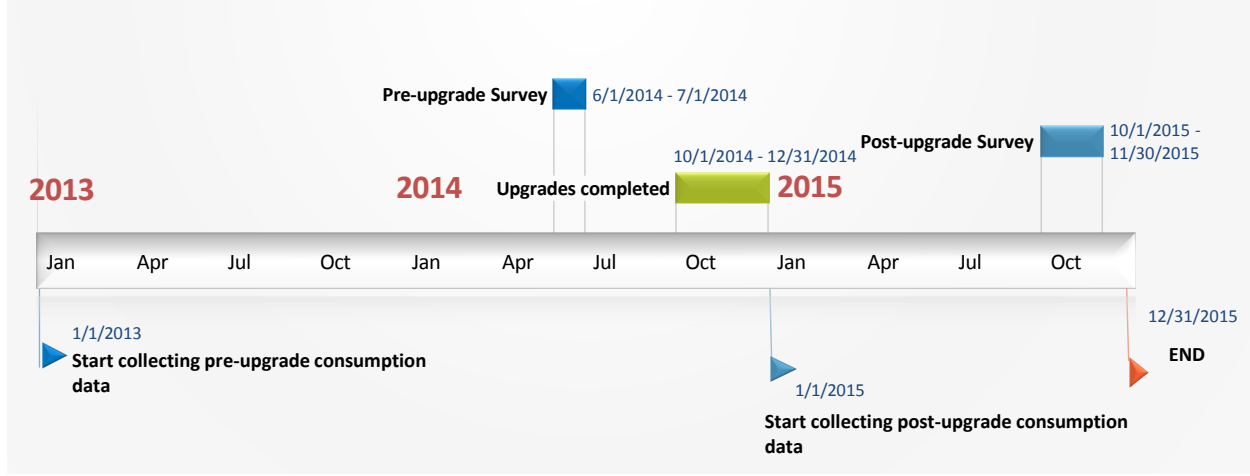 Pre-upgrade Survey
6/1/2014 - 7/1/2014
Post-upgrade Survey
10/1/2015 -
11/30/2015
10/1/2014 - 12/31/2014
2013
2014
Upgrades completed
2015
Jan Apr Jul Oct Jan Apr Jul Oct Jan Apr Jul Oct
1/1/2013
Start collecting pre-upgrade consumption
data
12/31/2015
END
1/1/2015
Start collecting post-upgrade consumption
data